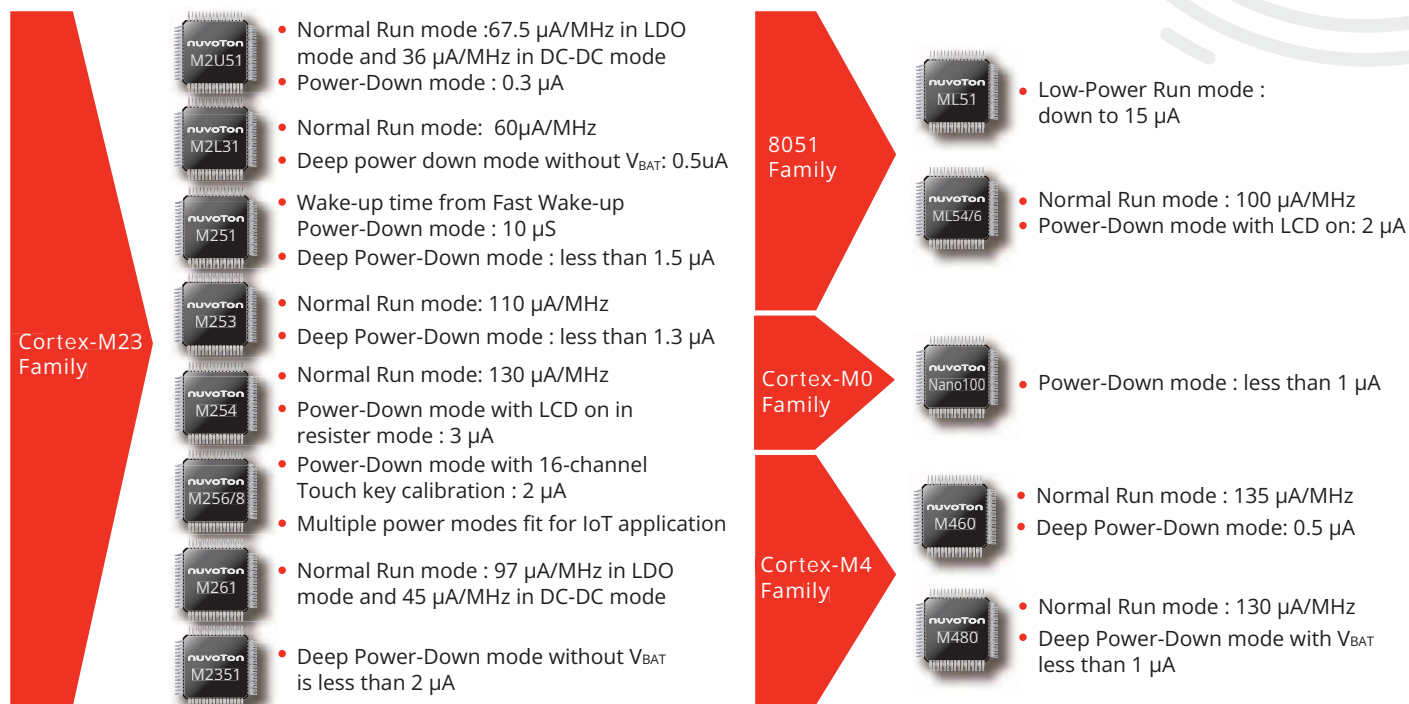 Cortex-M23
Family
nuvoTon
M2U51
• Normal Run mode :67.5 µA/MHz in LDO
mode and 36 µA/MHz in DC-DC mode
• Power-Down mode : 0.3 µA
nuvoTon
M2L31
• Normal Run mode: 60µA/MHz
• Deep power down mode without VBAT: 0.5uA
nuvoTon
M251
• Wake-up time from Fast Wake-up
Power-Down mode : 10 µS
• Deep Power-Down mode : less than 1.5 µA
nuvoTon
M253
• Normal Run mode: 110 µA/MHz
• Deep Power-Down mode : less than 1.3 µA
nuvoTon
M254
• Normal Run mode: 130 µA/MHz
• Power-Down mode with LCD on in
resister mode : 3 µA
nuvoTon
M256/8
• Power-Down mode with 16-channel
Touch key calibration : 2 µA
• Multiple power modes fit for IoT application
nuvoTon
M261
• Normal Run mode : 97 µA/MHz in LDO
mode and 45 µA/MHz in DC-DC mode
nuvoTon
M2351
• Deep Power-Down mode without VBAT
is less than 2 µA
8051
Family
nuvoTon
ML51
• Low-Power Run mode :
down to 15 µA
nuvoTon
ML54/6
• Normal Run mode : 100 µA/MHz
• Power-Down mode with LCD on: 2 µA
Cortex-M0
Family
nuvoTon
Nano100
• Power-Down mode : less than 1 µA
Cortex-M4
Family
nuvoTon
M460
• Normal Run mode : 135 µA/MHz
• Deep Power-Down mode: 0.5 µA
nuvoTon
M480
• Normal Run mode : 130 µA/MHz
• Deep Power-Down mode with VBAT
less than 1 µA